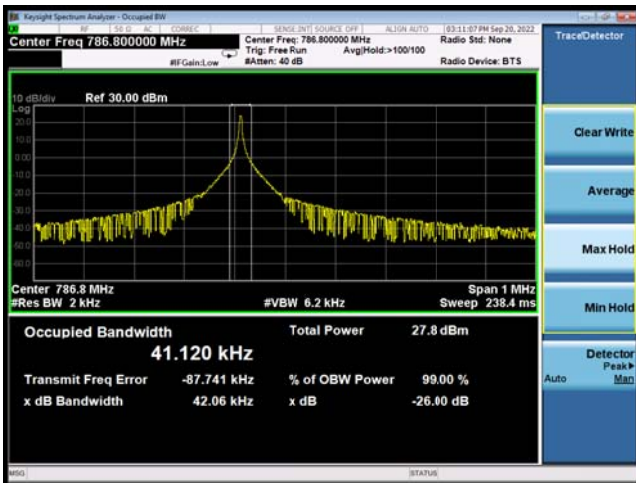 Keysight Spectrum Analyzer - Occupied BW
RF 50 Ω AC CORREC SENSE:INT SOURCE OFF ALIGN AUTO 03:11:07 PM Sep 20, 2022
Center Freq 786.800000 MHz Center Freq: 786.800000 MHz Radio Std: None
Trig: Free Run Avg|Hold:>100/100
#IFGain:Low #Atten: 40 dB Radio Device: BTS
Trace/Detector
10 dB/div Ref 30.00 dBm
Log
20.0
10.0
0.00
10.0
20.0
30.0
40.0
50.0
60.0
Center 786.8 MHz Span 1 MHz
#Res BW 2 kHz #VBW 6.2 kHz Sweep 238.4 ms
Occupied Bandwidth Total Power 27.8 dBm
41.120 kHz
Transmit Freq Error -87.741 kHz % of OBW Power 99.00 %
x dB Bandwidth 42.06 kHz x dB -26.00 dB
Clear Write
Average
Max Hold
Min Hold
Detector
Peak▶
Auto Man
MSG STATUS